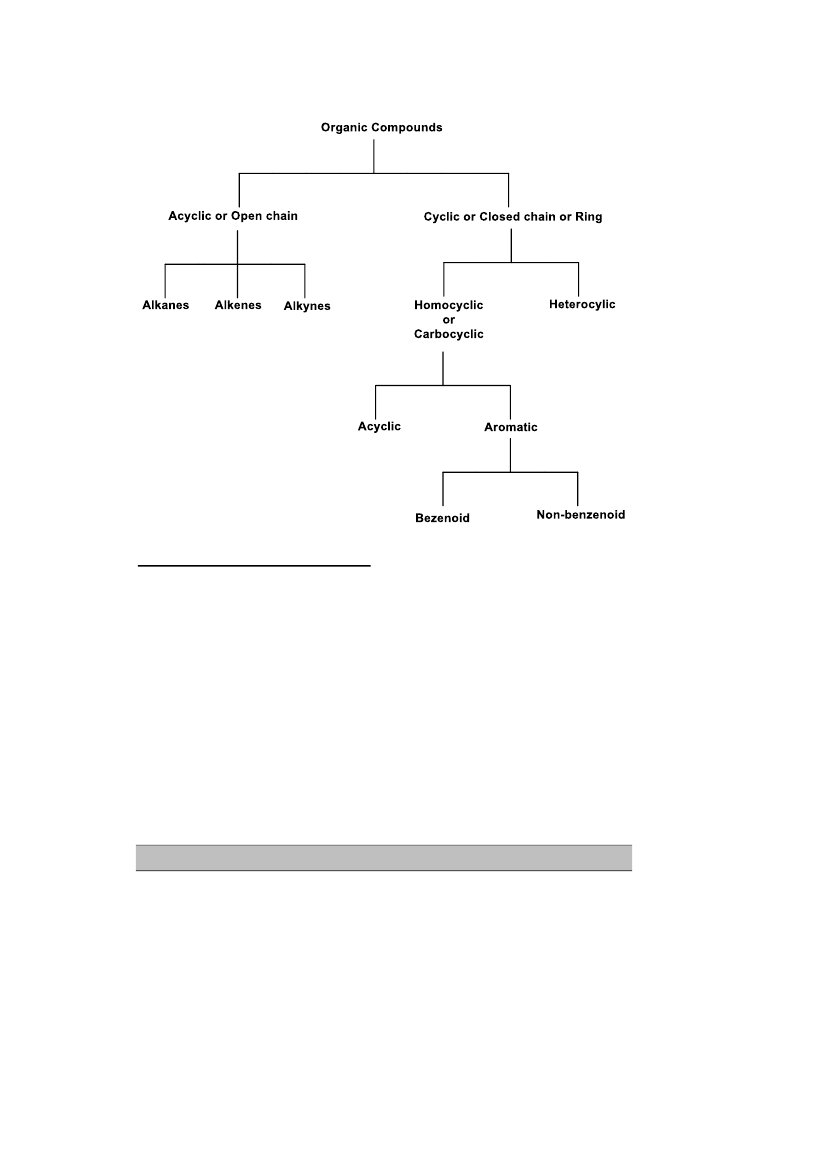 Organic Compounds
Acyclic or Open chain
Cyclic or Closed chain or Ring
Alkanes
Alkenes
Alkynes
Homocyclic
or
Carbocyclic
Heterocylic
Acyclic
Aromatic
Bezenoid
Non-benzenoid